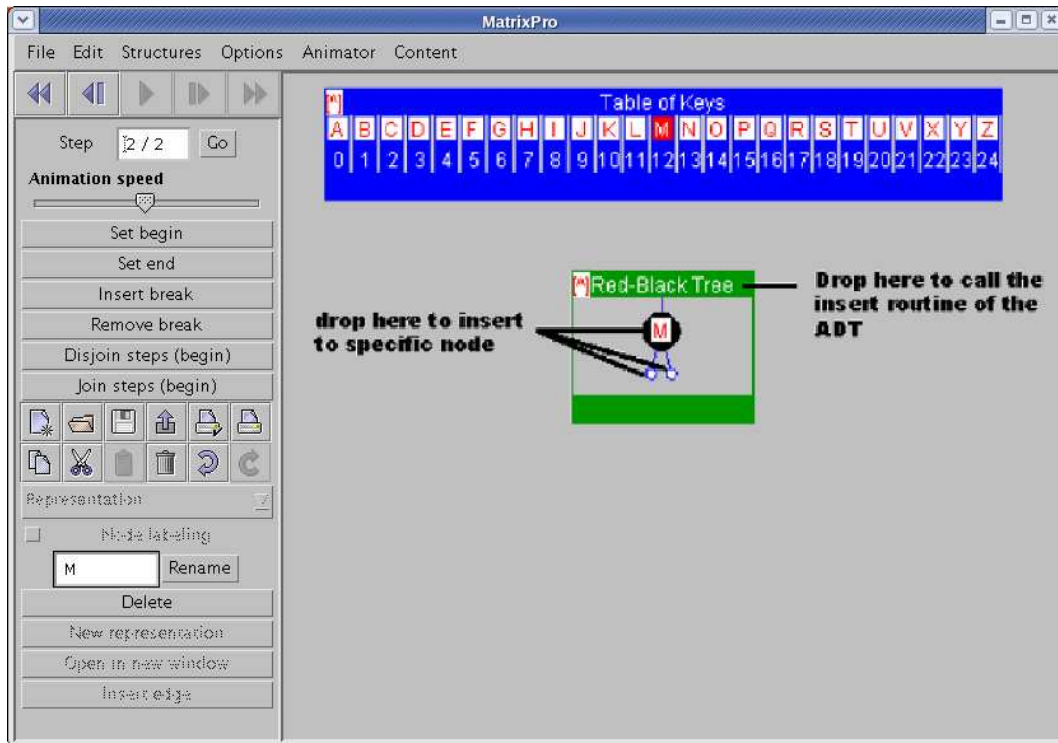 MatrixPro
File Edit Structures Options Animator Content
Step 2 / 2 Go
Animation speed
Set begin
Set end
Insert break
Remove break
Disjoin steps (begin)
Join steps (begin)
Representation
Node labeling
M Rename
Delete
New representation
Open in new window
Insert edge
[^] Table of Keys
A B C D E F G H I J K L M N O P Q R S T U V X Y Z
0 1 2 3 4 5 6 7 8 9 10 11 12 13 14 15 16 17 18 19 20 21 22 23 24
[^] Red-Black Tree
M
drop here to insert
to specific node
Drop here to call the
insert routine of the
ADT